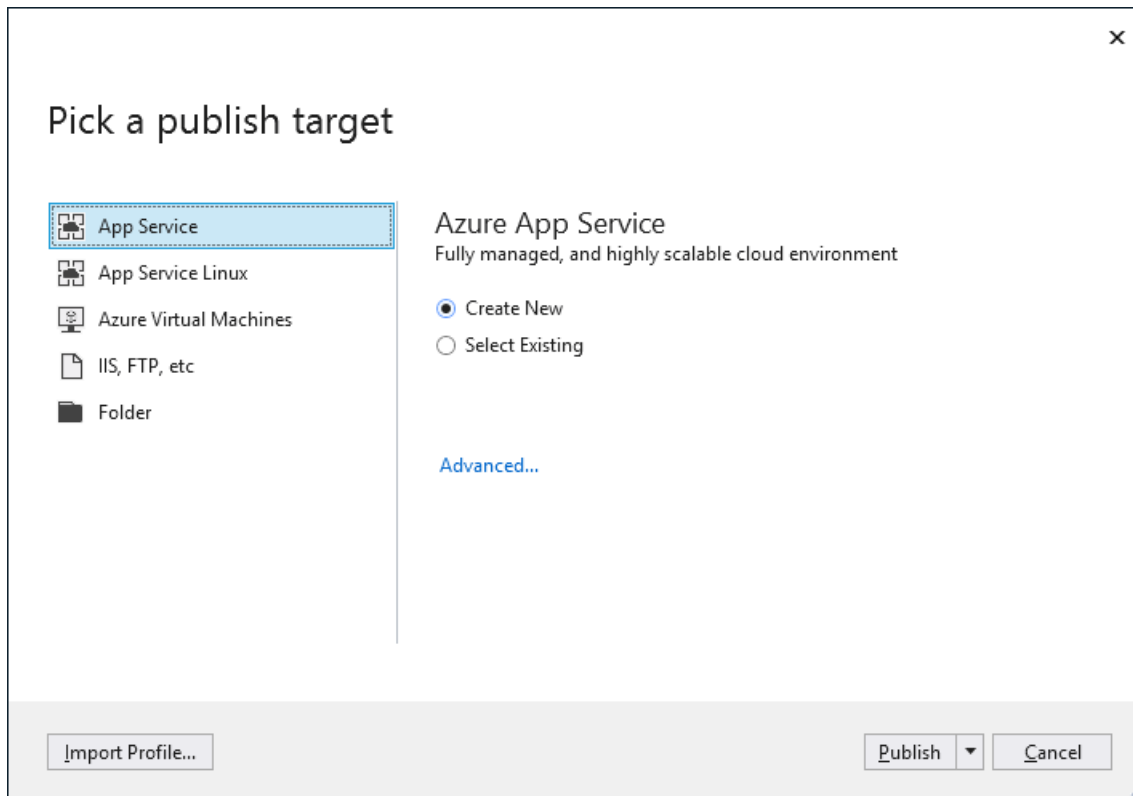 Pick a publish target
App Service
App Service Linux
Azure Virtual Machines
IIS, FTP, etc
Folder
Azure App Service
Fully managed, and highly scalable cloud environment
Create New
Select Existing
Advanced...
Import Profile...
Publish
Cancel